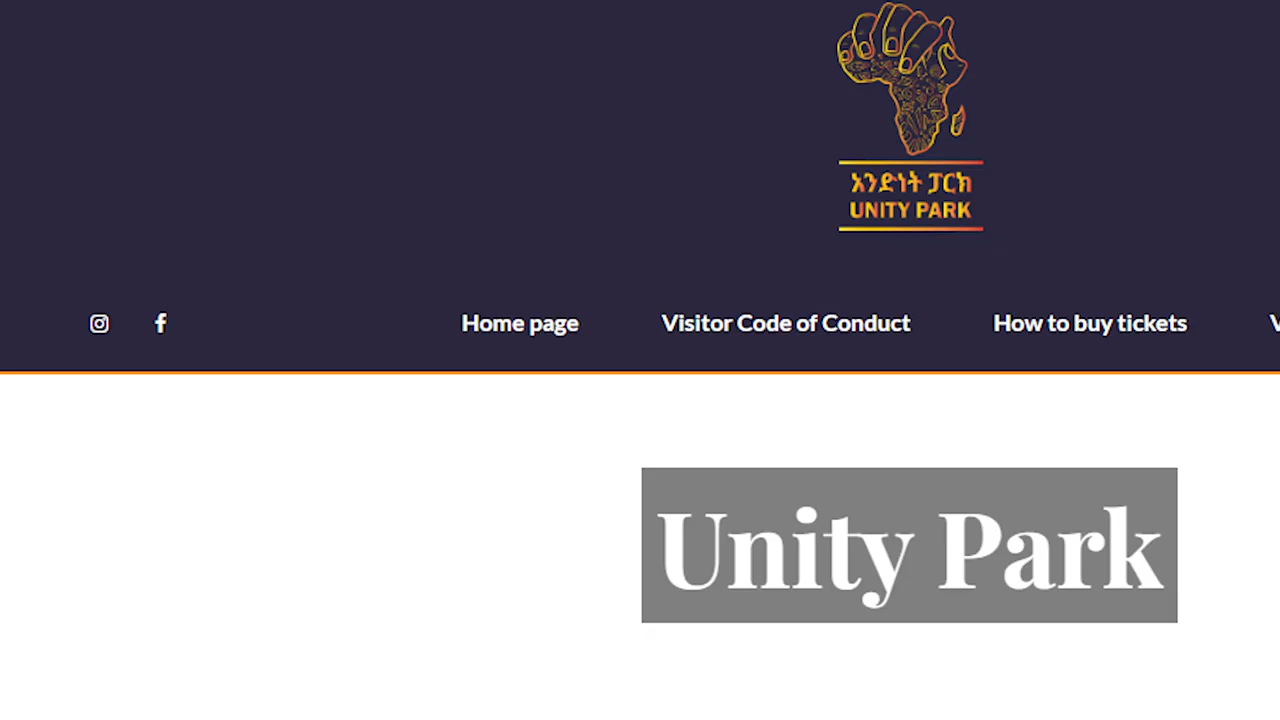 አንድነት ፓርክ
UNITY PARK
Home page Visitor Code of Conduct How to buy tickets
Unity Park